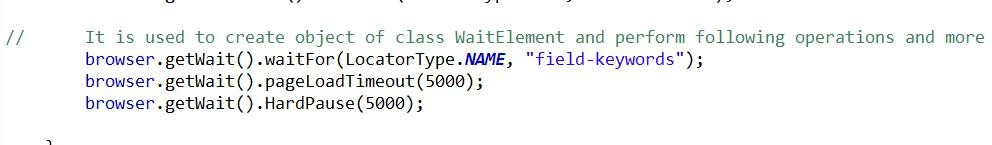 // It is used to create object of class WaitElement and perform following operations and more
browser.getWait().waitFor(LocatorType.NAME, "field-keywords");
browser.getWait().pageLoadTimeout(5000);
browser.getWait().HardPause(5000);